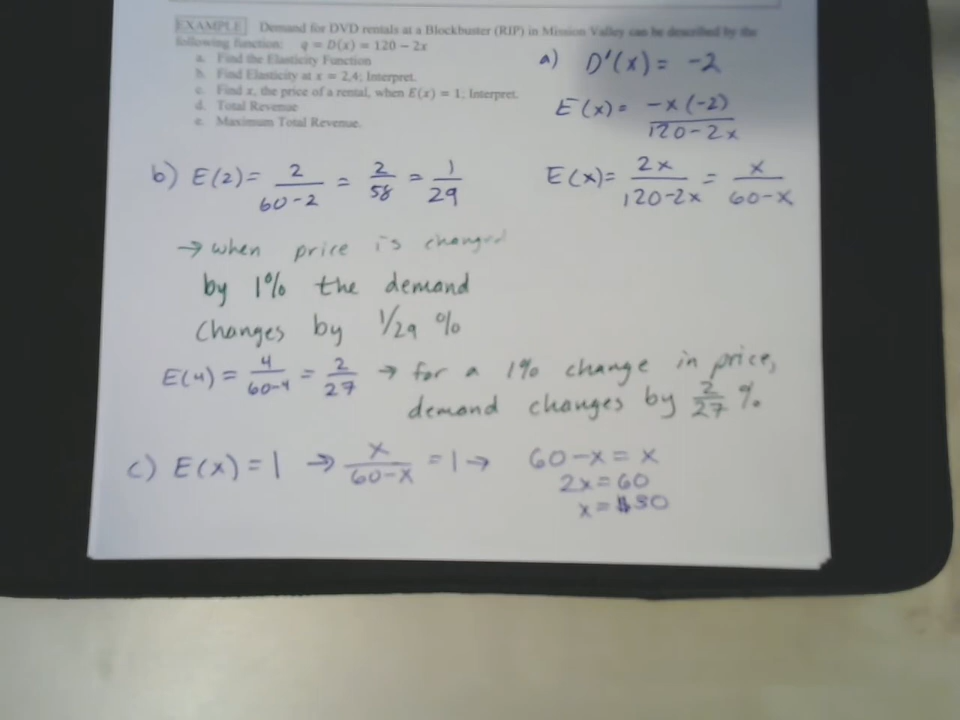 EXAMPLE Demand for DVD rentals at a Blockbuster (RIP) in Mission Valley can be described by the
following function: q = D(x) = 120 − 2x
a. Find the Elasticity Function
b. Find Elasticity at x = 2,4; Interpret.
c. Find x, the price of a rental, when E(x) = 1; Interpret.
d. Total Revenue
e. Maximum Total Revenue.
a) D'(x) = -2
E(x) = -x(-2) / 120-2x
E(x) = 2x / 120-2x = x / 60-x
b) E(2) = 2 / 60-2 = 2/58 = 1/29
→ when price is changed
by 1% the demand
changes by 1/29 %
E(4) = 4 / 60-4 = 2/27 → for a 1% change in price,
demand changes by 2/27 %.
c) E(x) = 1 → x / 60-x = 1 → 60-x = x
2x = 60
x = $30